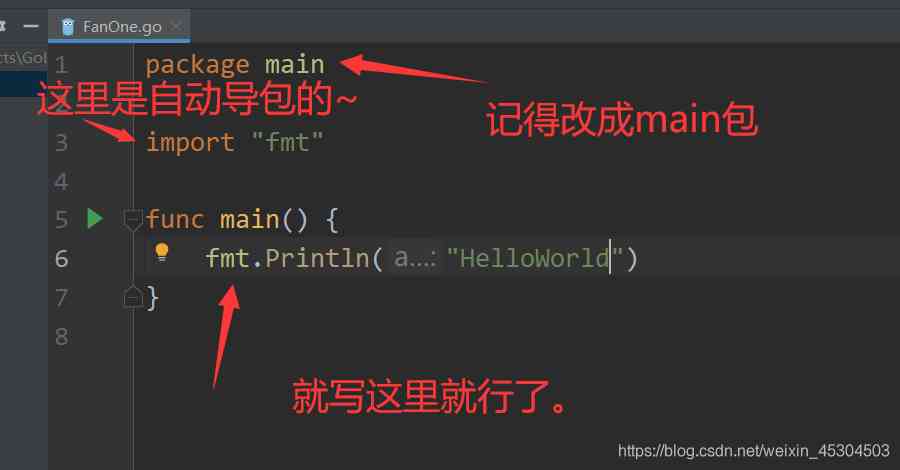 FanOne.go
cts\Gol
1 package main
这里是自动导包的~
记得改成main包
3 import "fmt"
4
5 func main() {
6 fmt.Println( a...: "HelloWorld")
7 }
8
就写这里就行了。
https://blog.csdn.net/weixin_45304503